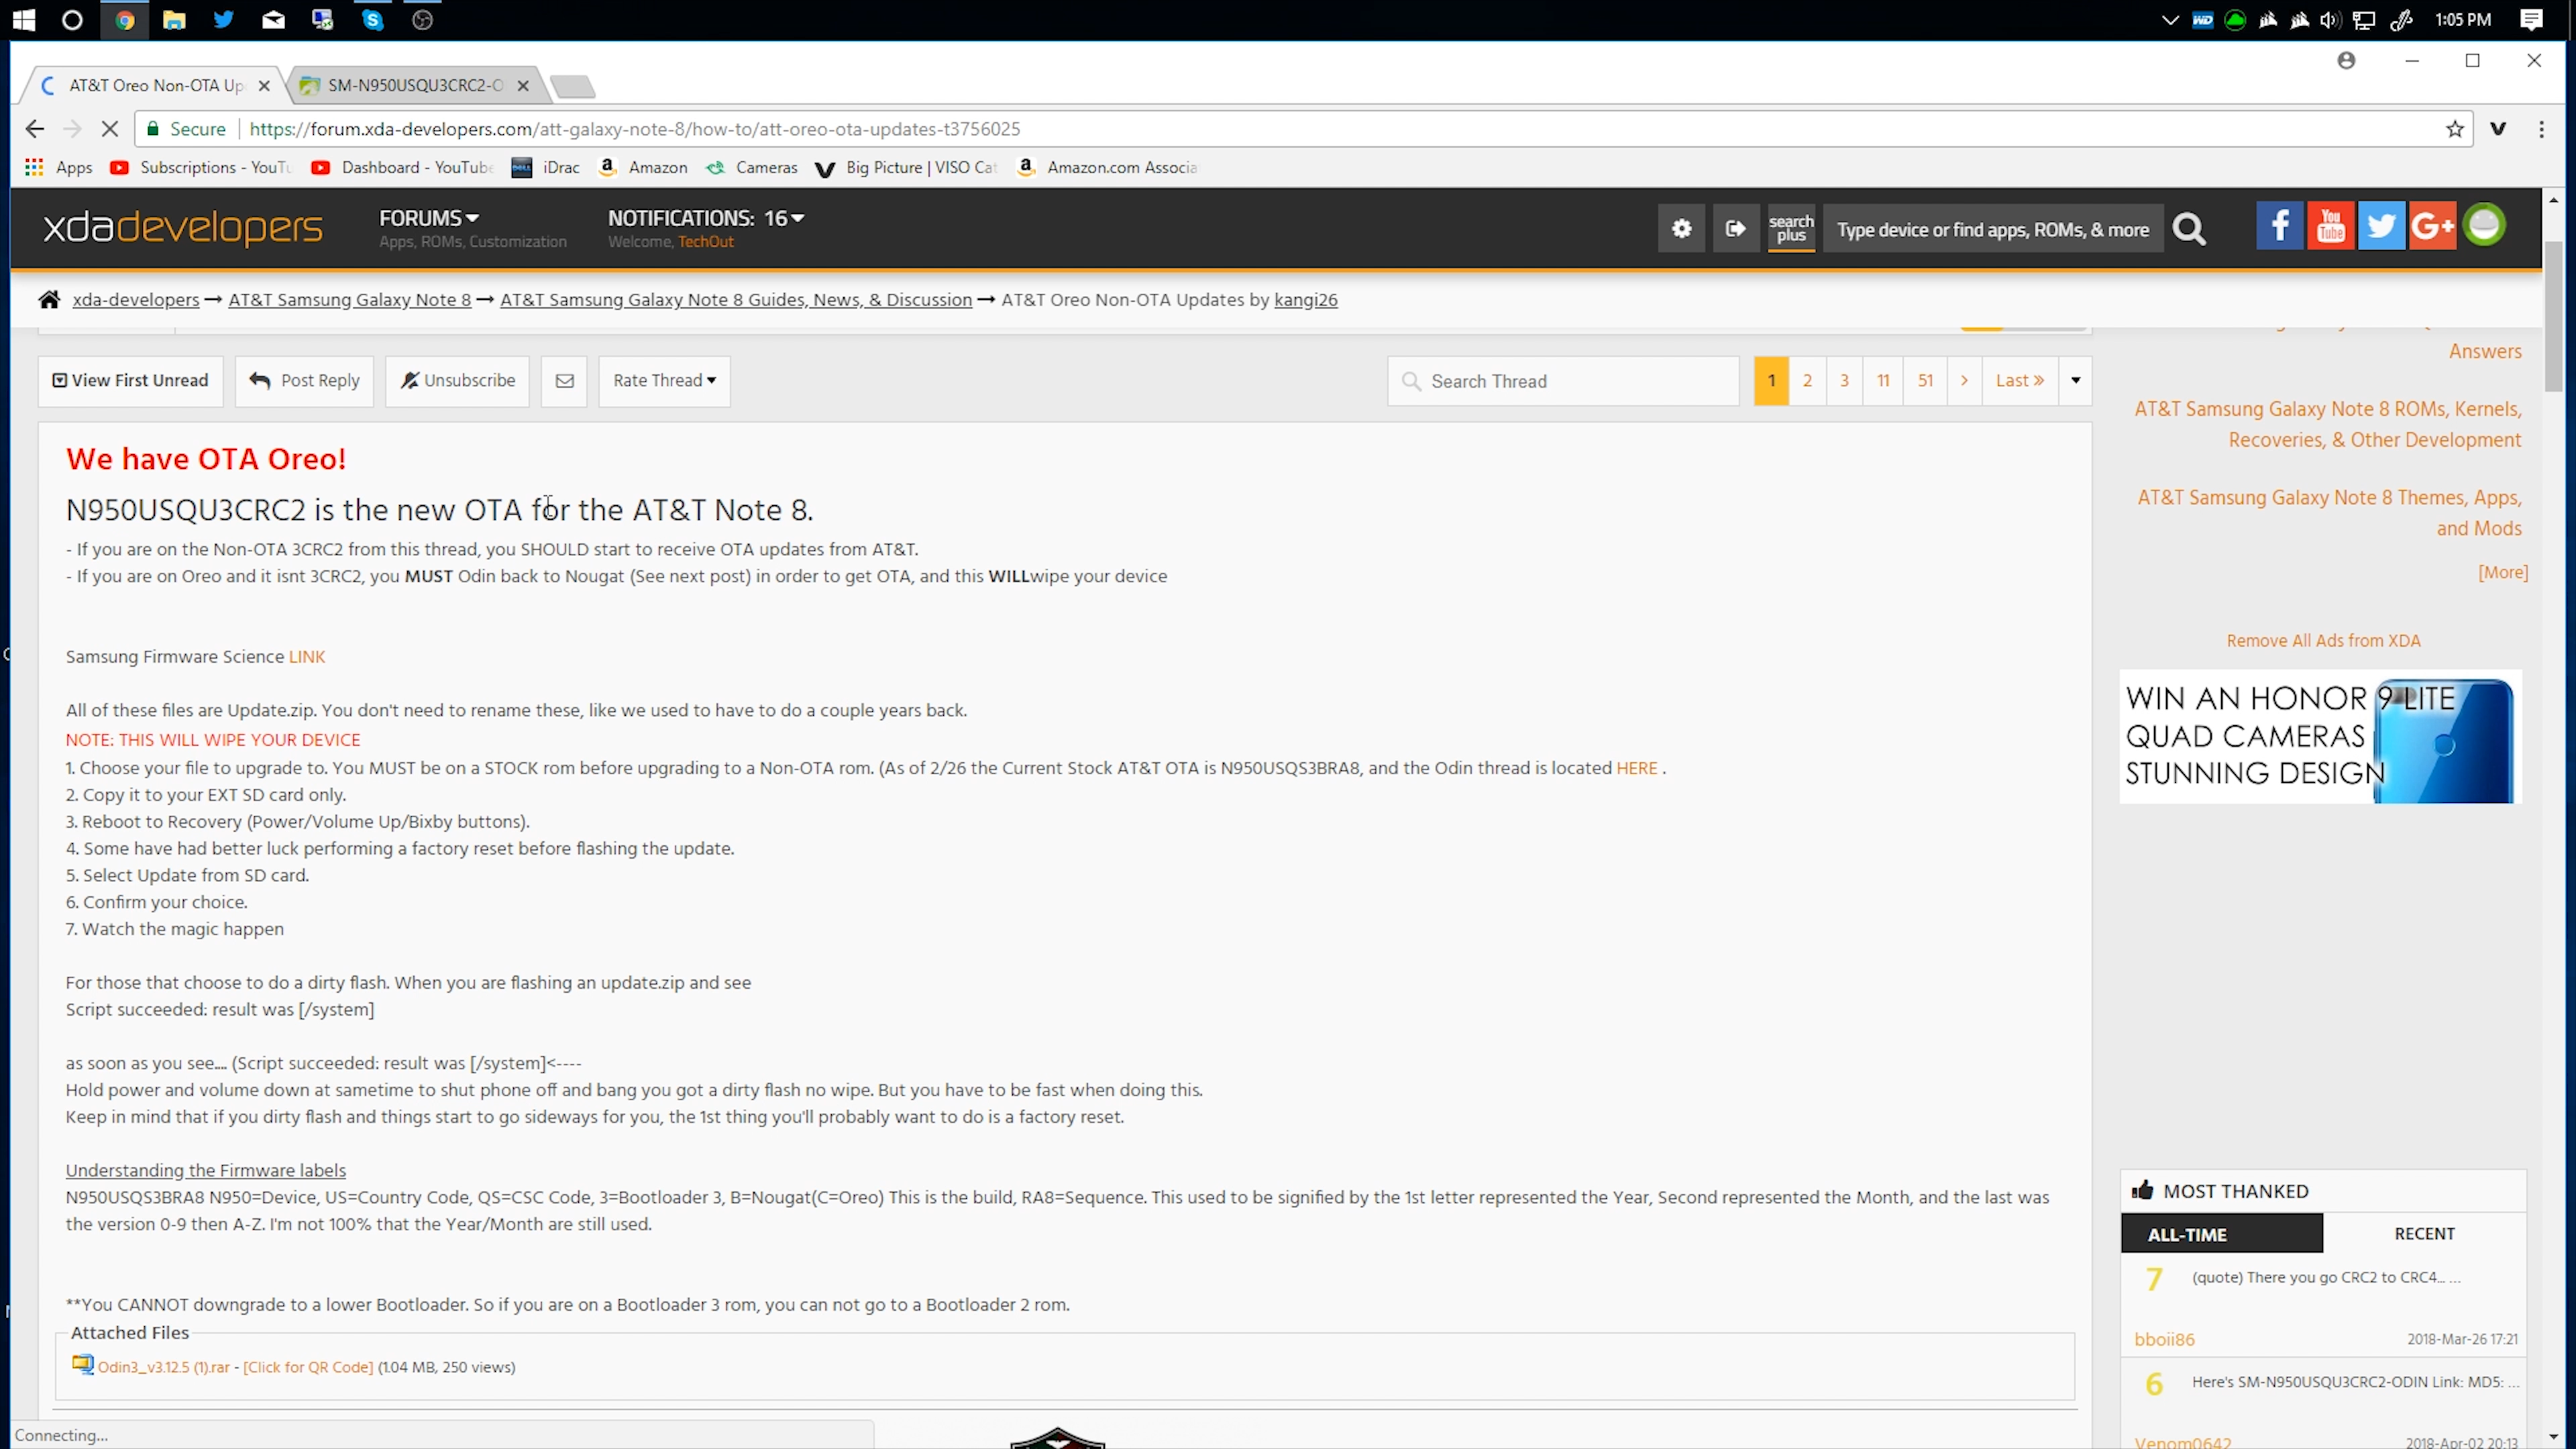 1:05 PM
AT&T Oreo Non-OTA Up
SM-N950USQU3CRC2-O
Secure
https://forum.xda-developers.com/att-galaxy-note-8/how-to/att-oreo-ota-updates-t3756025
Apps
Subscriptions - YouTu
Dashboard - YouTube
iDrac
Amazon
Cameras
Big Picture | VISO Cat
Amazon.com Associa
xdadevelopers
FORUMS
Apps, ROMs, Customization
NOTIFICATIONS: 16
Welcome, TechOut
search
plus
Type device or find apps, ROMs, & more
You
Tube
G+
xda-developers → AT&T Samsung Galaxy Note 8 → AT&T Samsung Galaxy Note 8 Guides, News, & Discussion → AT&T Oreo Non-OTA Updates by kangi26
View First Unread
Post Reply
Unsubscribe
Rate Thread
Search Thread
1 2 3 11 51 > Last »
We have OTA Oreo!
N950USQU3CRC2 is the new OTA for the AT&T Note 8.
- If you are on the Non-OTA 3CRC2 from this thread, you SHOULD start to receive OTA updates from AT&T.
- If you are on Oreo and it isnt 3CRC2, you MUST Odin back to Nougat (See next post) in order to get OTA, and this WILLwipe your device
Samsung Firmware Science LINK
All of these files are Update.zip. You don't need to rename these, like we used to have to do a couple years back.
NOTE: THIS WILL WIPE YOUR DEVICE
1. Choose your file to upgrade to. You MUST be on a STOCK rom before upgrading to a Non-OTA rom. (As of 2/26 the Current Stock AT&T OTA is N950USQS3BRA8, and the Odin thread is located HERE .
2. Copy it to your EXT SD card only.
3. Reboot to Recovery (Power/Volume Up/Bixby buttons).
4. Some have had better luck performing a factory reset before flashing the update.
5. Select Update from SD card.
6. Confirm your choice.
7. Watch the magic happen
For those that choose to do a dirty flash. When you are flashing an update.zip and see
Script succeeded: result was [/system]
as soon as you see.... (Script succeeded: result was [/system]<----
Hold power and volume down at sametime to shut phone off and bang you got a dirty flash no wipe. But you have to be fast when doing this.
Keep in mind that if you dirty flash and things start to go sideways for you, the 1st thing you'll probably want to do is a factory reset.
Understanding the Firmware labels
N950USQS3BRA8 N950=Device, US=Country Code, QS=CSC Code, 3=Bootloader 3, B=Nougat(C=Oreo) This is the build, RA8=Sequence. This used to be signified by the 1st letter represented the Year, Second represented the Month, and the last was
the version 0-9 then A-Z. I'm not 100% that the Year/Month are still used.
**You CANNOT downgrade to a lower Bootloader. So if you are on a Bootloader 3 rom, you can not go to a Bootloader 2 rom.
Attached Files
Odin3_v3.12.5 (1).rar - [Click for QR Code] (1.04 MB, 250 views)
Connecting...
Answers
AT&T Samsung Galaxy Note 8 ROMs, Kernels,
Recoveries, & Other Development
AT&T Samsung Galaxy Note 8 Themes, Apps,
and Mods
[More]
Remove All Ads from XDA
WIN AN HONOR 9 LITE
QUAD CAMERAS
STUNNING DESIGN
MOST THANKED
ALL-TIME
RECENT
7 (quote) There you go CRC2 to CRC4... ...
bboii86
2018-Mar-26 17:21
6 Here's SM-N950USQU3CRC2-ODIN Link: MD5: ...
Venom0642
2018-Apr-02 20:13